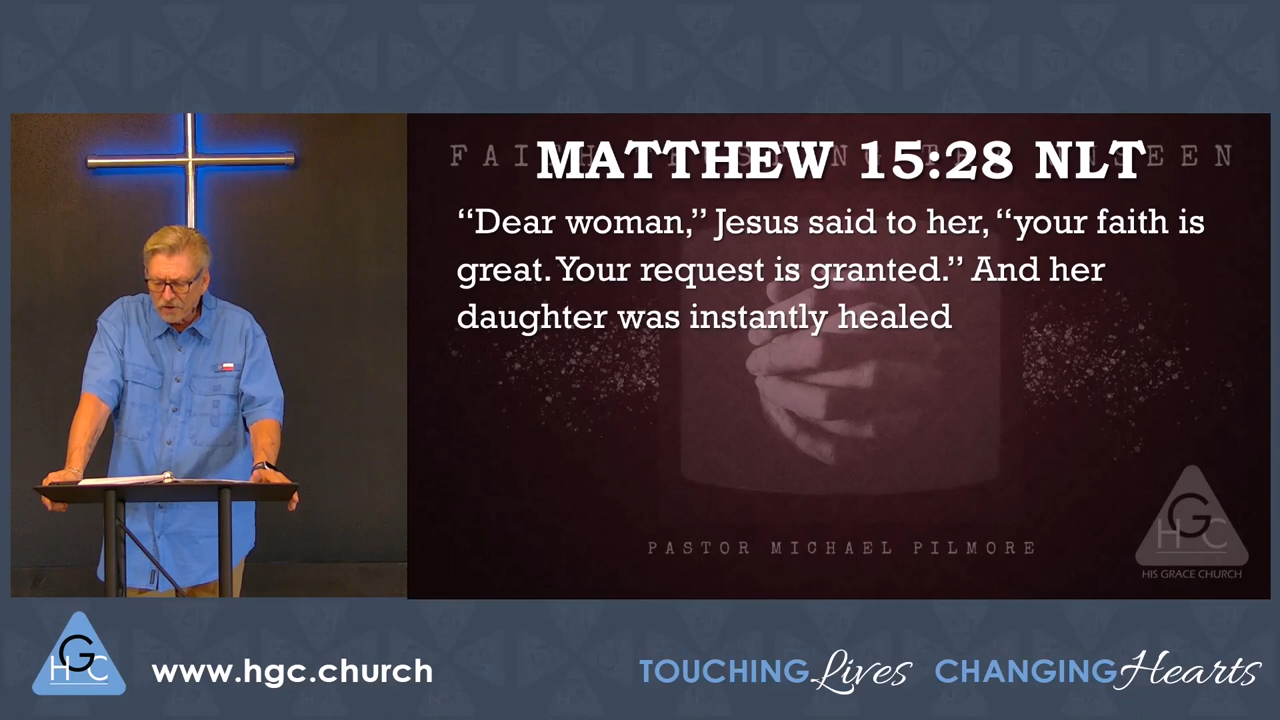 MATTHEW 15:28 NLT
“Dear woman,” Jesus said to her, “your faith is
great. Your request is granted.” And her
daughter was instantly healed
PASTOR MICHAEL PILMORE
HGC
HIS GRACE CHURCH
HGC
www.hgc.church
TOUCHING Lives CHANGING Hearts